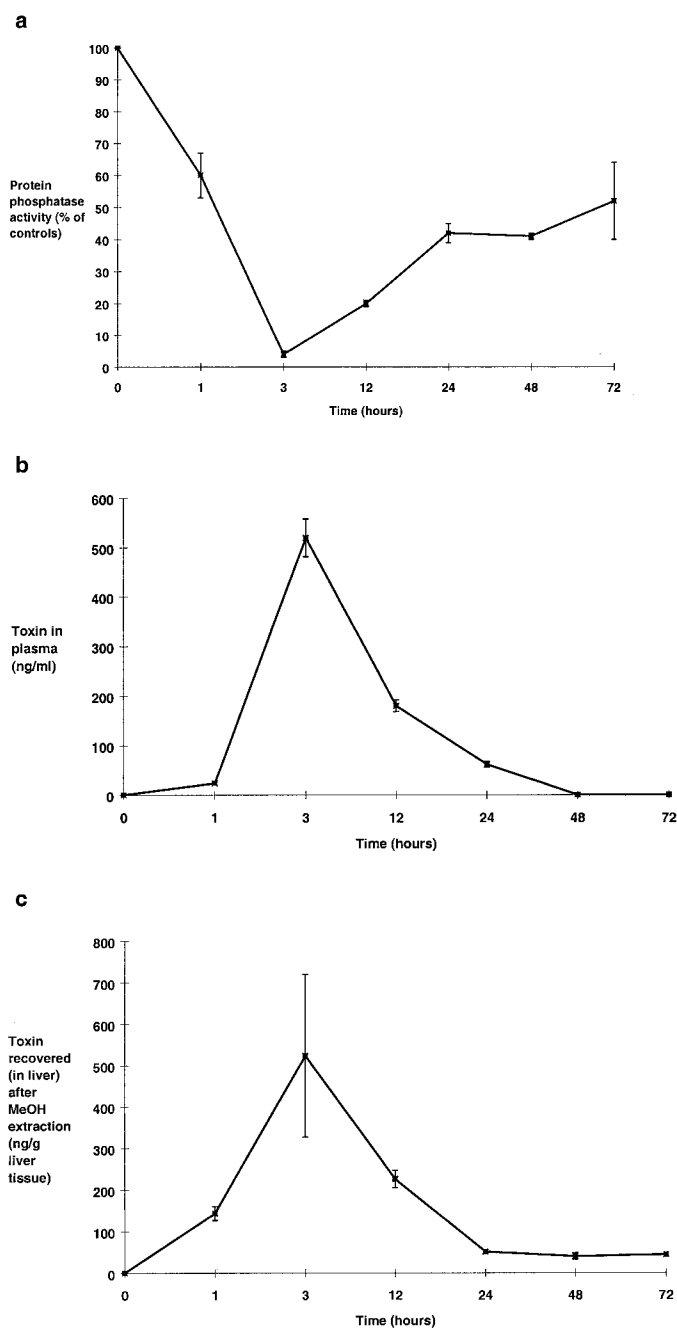 a
100
90
80
70
60
50
40
30
20
10
0
Protein
phosphatase
activity (% of
controls)
0 1 3 12 24 48 72
Time (hours)
b
600
500
400
300
200
100
0
Toxin in
plasma
(ng/ml)
0 1 3 12 24 48 72
Time (hours)
c
800
700
600
500
400
300
200
100
0
Toxin
recovered
(in liver)
after
MeOH
extraction
(ng/g
liver
tissue)
0 1 3 12 24 48 72
Time (hours)